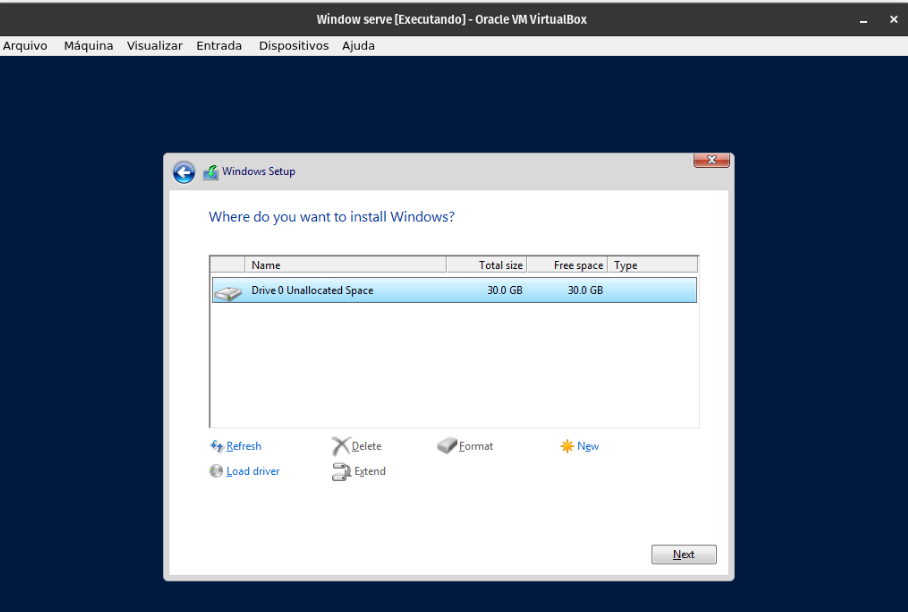 Window serve [Executando] - Oracle VM VirtualBox
Arquivo Máquina Visualizar Entrada Dispositivos Ajuda
Windows Setup
Where do you want to install Windows?
Name Total size Free space Type
Drive 0 Unallocated Space 30.0 GB 30.0 GB
Refresh Delete Format New
Load driver Extend
Next